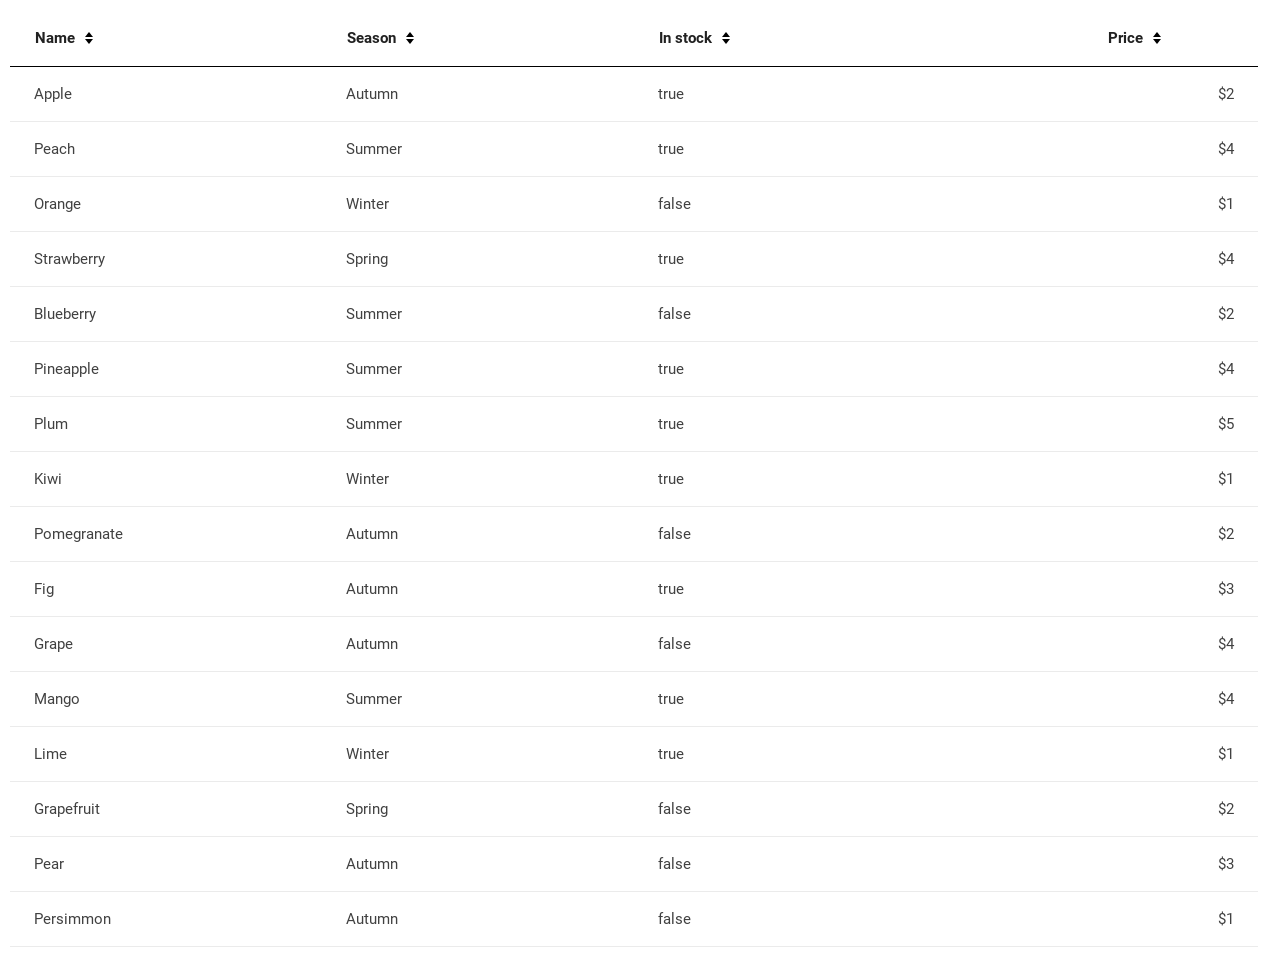 Name Season In stock Price
Apple Autumn true $2
Peach Summer true $4
Orange Winter false $1
Strawberry Spring true $4
Blueberry Summer false $2
Pineapple Summer true $4
Plum Summer true $5
Kiwi Winter true $1
Pomegranate Autumn false $2
Fig Autumn true $3
Grape Autumn false $4
Mango Summer true $4
Lime Winter true $1
Grapefruit Spring false $2
Pear Autumn false $3
Persimmon Autumn false $1